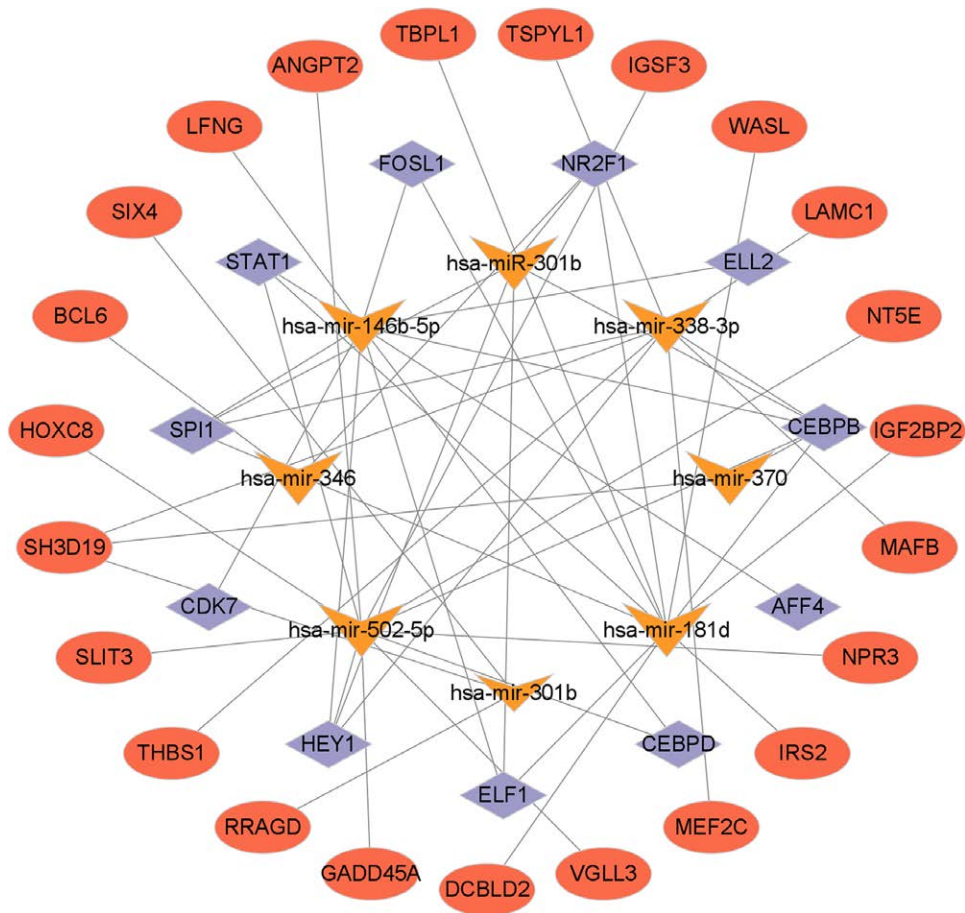 TBPL1
TSPYL1
ANGPT2
IGSF3
LFNG
WASL
FOSL1
NR2F1
SIX4
LAMC1
STAT1
hsa-miR-301b
ELL2
BCL6
hsa-mir-146b-5p
hsa-mir-338-3p
NT5E
HOXC8
SPI1
CEBPB
IGF2BP2
hsa-mir-346
hsa-mir-370
SH3D19
MAFB
CDK7
AFF4
hsa-mir-502-5p
hsa-mir-181d
SLIT3
NPR3
hsa-mir-301b
THBS1
HEY1
CEBPD
IRS2
ELF1
RRAGD
MEF2C
GADD45A
DCBLD2
VGLL3